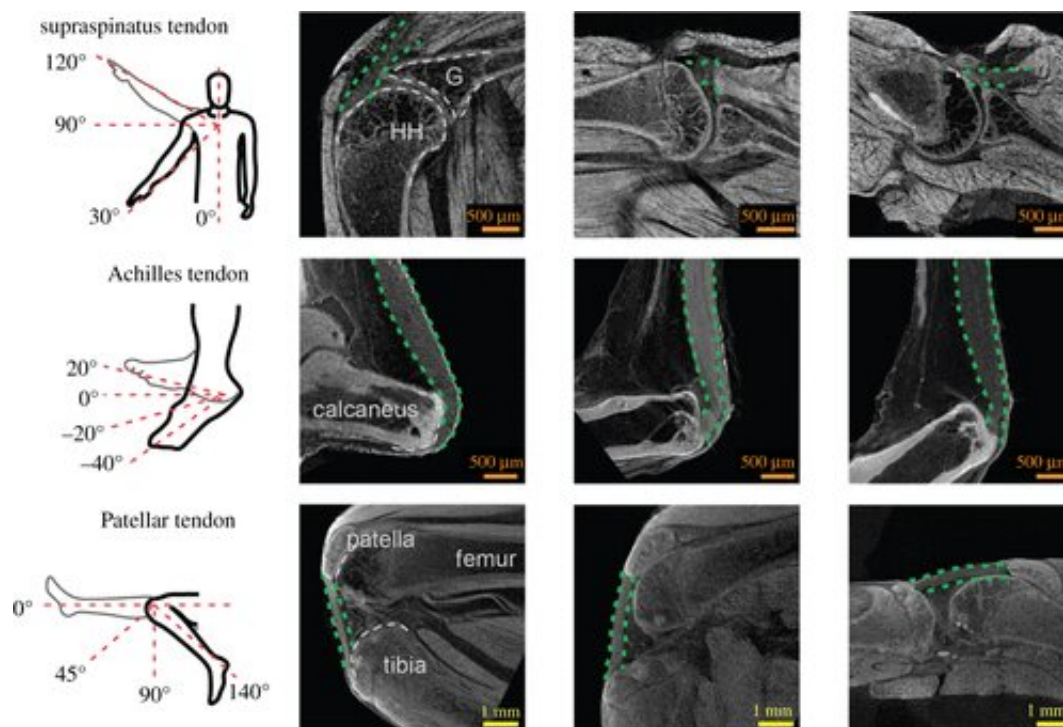 supraspinatus tendon
120°
90°
30°
0°
G
HH
500 µm
500 µm
500 µm
Achilles tendon
20°
0°
–20°
–40°
calcaneus
500 µm
500 µm
500 µm
Patellar tendon
0°
45°
90°
140°
patella
femur
tibia
1 mm
1 mm
1 mm